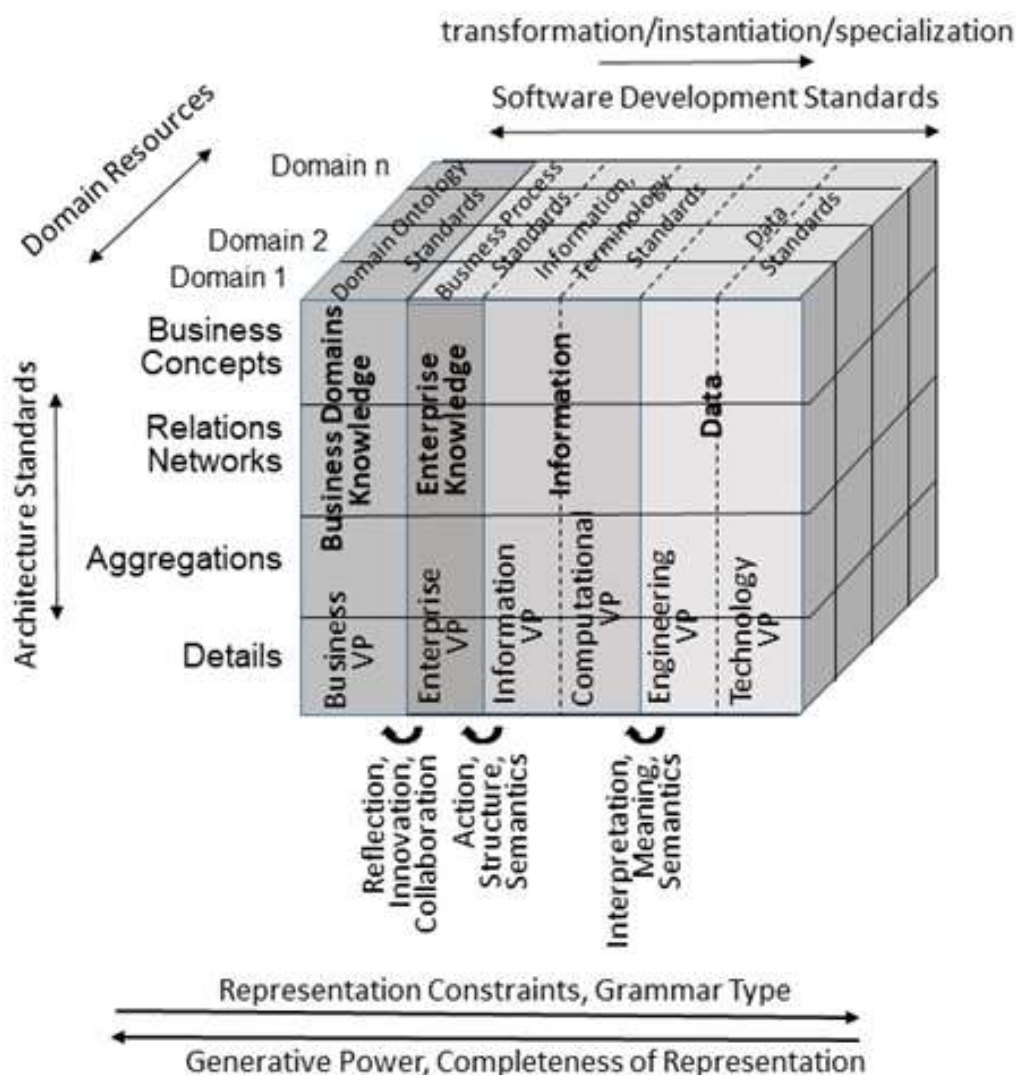 transformation/instantiation/specialization
Software Development Standards
Domain Resources
Domain n
Domain 2
Domain 1
Domain Ontology
Standards
Business Process
Standards
Information,
Terminology
Standards
Data
Standards
Architecture Standards
Business
Concepts
Relations
Networks
Aggregations
Details
Business Domains
Knowledge
Enterprise
Knowledge
Information
Data
Business
VP
Enterprise
VP
Information
VP
Computational
VP
Engineering
VP
Technology
VP
Reflection,
Innovation,
Collaboration
Action,
Structure,
Semantics
Interpretation,
Meaning,
Semantics
Representation Constraints, Grammar Type
Generative Power, Completeness of Representation